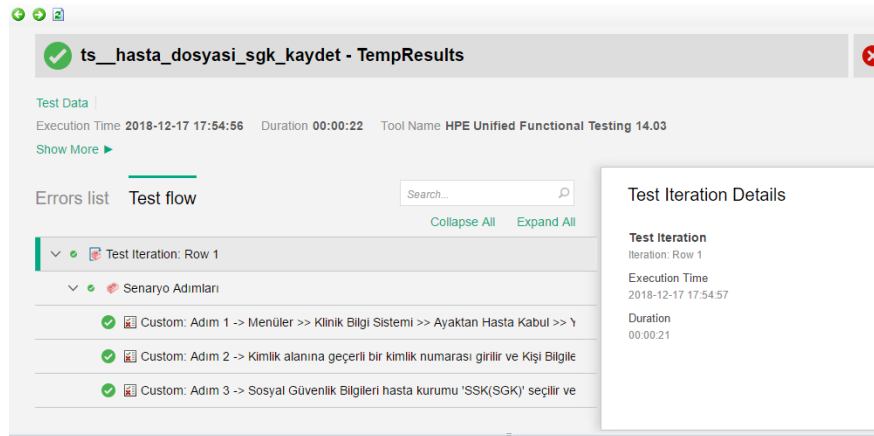 ts__hasta_dosyasi_sgk_kaydet - TempResults
Test Data
Execution Time 2018-12-17 17:54:56 Duration 00:00:22 Tool Name HPE Unified Functional Testing 14.03
Show More ►
Errors list Test flow
Search...
Collapse All Expand All
Test Iteration: Row 1
Senaryo Adımları
Custom: Adım 1 -> Menüler >> Klinik Bilgi Sistemi >> Ayaktan Hasta Kabul >>
Custom: Adım 2 -> Kimlik alanına geçerli bir kimlik numarası girilir ve Kişi Bilgile
Custom: Adım 3 -> Sosyal Güvenlik Bilgileri hasta kurumu 'SSK(SGK)' seçilir ve
Test Iteration Details
Test Iteration
Iteration: Row 1
Execution Time
2018-12-17 17:54:57
Duration
00:00:21